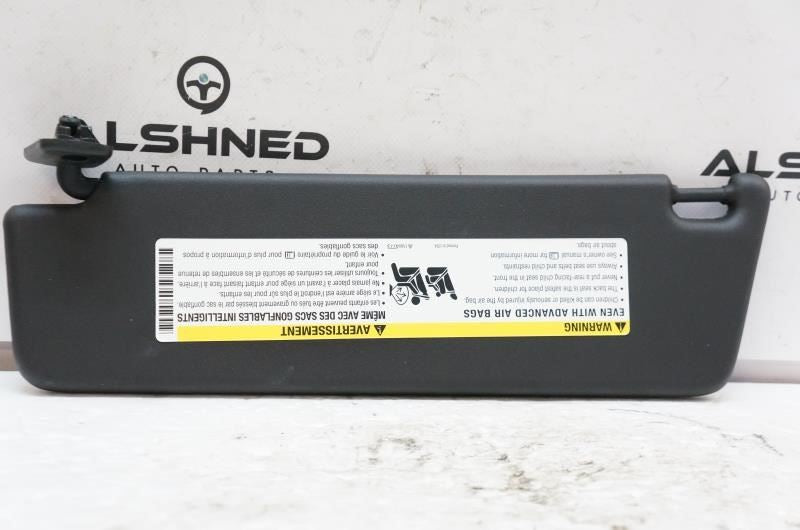 ALSHNED
AUTO PARTS
ALS
WARNING
EVEN WITH ADVANCED AIR BAGS
• Children can be killed or seriously injured by the air bag
• The back seat is the safest place for children.
• Never put a rear-facing child seat in the front.
• Always use seat belts and child restraints.
• See owner's manual for more information
about air bags.
AVERTISSEMENT
MÊME AVEC DES SACS GONFLABLES INTELLIGENTS
• Les enfants peuvent être tués ou gravement blessés par le sac gonflable
• Le siège arrière est l'endroit le plus sûr pour les enfants.
• Ne jamais placer à l'avant un siège pour enfant faisant face à l'arrière.
• Toujours utiliser les ceintures de sécurité et les ensembles de retenue
pour enfant.
• Voir le guide du propriétaire pour plus d'information à propos
des sacs gonflables.